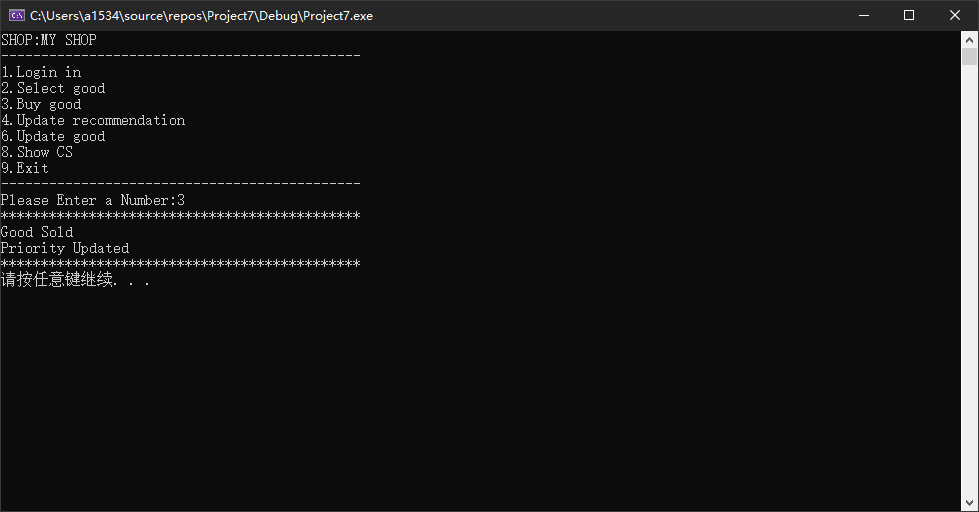 C:\Users\a1534\source\repos\Project7\Debug\Project7.exe
SHOP:MY SHOP
---------------------------------------------
1.Login in
2.Select good
3.Buy good
4.Update recommendation
6.Update good
8.Show CS
9.Exit
---------------------------------------------
Please Enter a Number:3
*********************************************
Good Sold
Priority Updated
*********************************************
请按任意键继续. . .